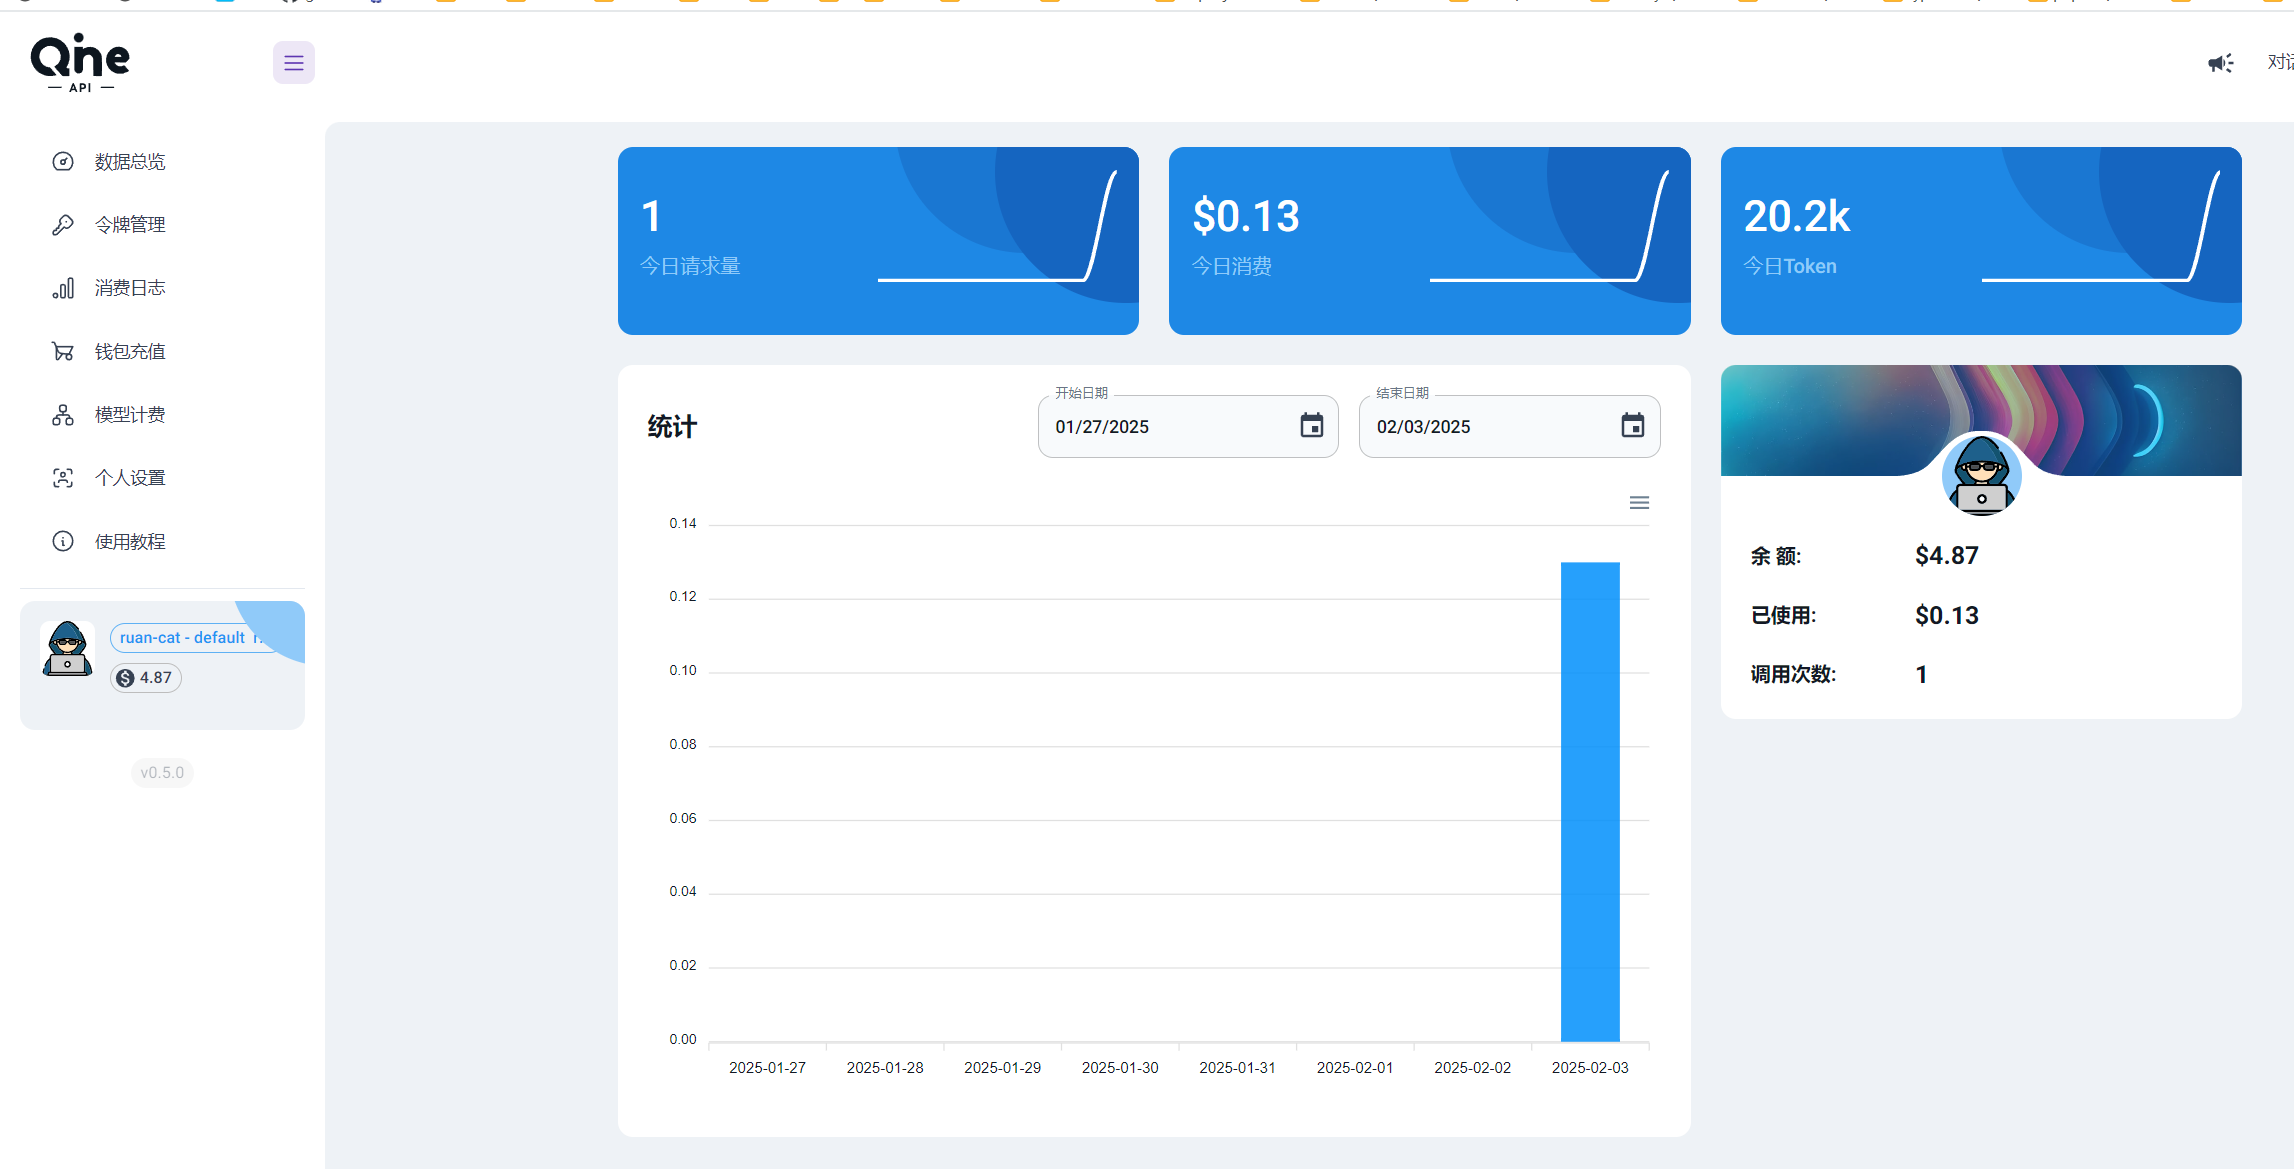 Qine
API
对话
数据总览
令牌管理
消费日志
钱包充值
模型计费
个人设置
使用教程
ruan-cat - default
4.87
v0.5.0
1
今日请求量
$0.13
今日消费
20.2k
今日Token
统计
开始日期
01/27/2025
结束日期
02/03/2025
0.14
0.12
0.10
0.08
0.06
0.04
0.02
0.00
2025-01-27
2025-01-28
2025-01-29
2025-01-30
2025-01-31
2025-02-01
2025-02-02
2025-02-03
余 额:
$4.87
已使用:
$0.13
调用次数:
1